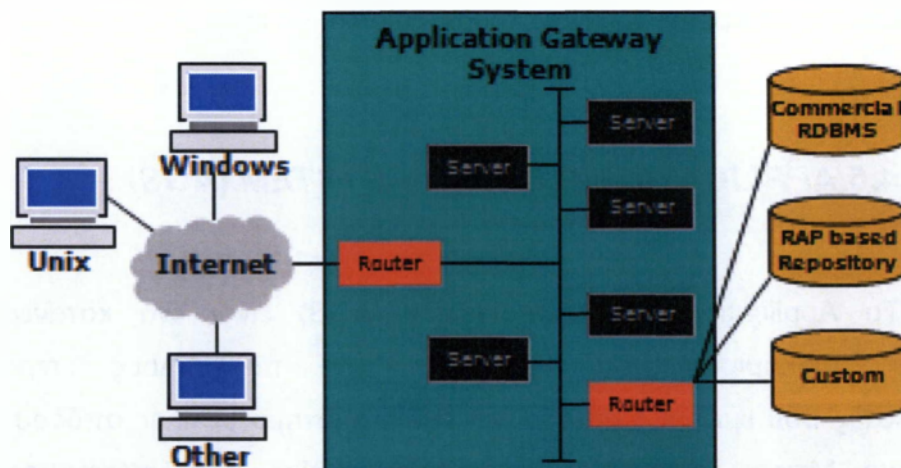 Application Gateway
System
Commercial
RDBMS
Server
Server
Windows
Server
RAP based
Repository
Unix
Internet
Router
Server
Server
Custom
Router
Other